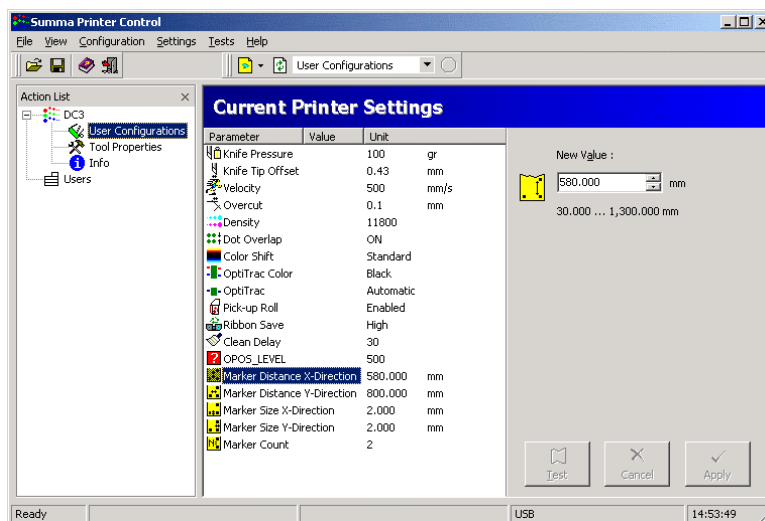 Summa Printer Control
File View Configuration Settings Tests Help
User Configurations
Action List
DC3
User Configurations
Tool Properties
Info
Users
Current Printer Settings
Parameter Value Unit
Knife Pressure 100 gr
Knife Tip Offset 0.43 mm
Velocity 500 mm/s
Overcut 0.1 mm
Density 11800
Dot Overlap ON
Color Shift Standard
OptiTrac Color Black
OptiTrac Automatic
Pick-up Roll Enabled
Ribbon Save High
Clean Delay 30
OPOS_LEVEL 500
Marker Distance X-Direction 580.000 mm
Marker Distance Y-Direction 800.000 mm
Marker Size X-Direction 2.000 mm
Marker Size Y-Direction 2.000 mm
Marker Count 2
New Value :
580.000 mm
30.000 ... 1,300.000 mm
Test Cancel Apply
Ready USB 14:53:49